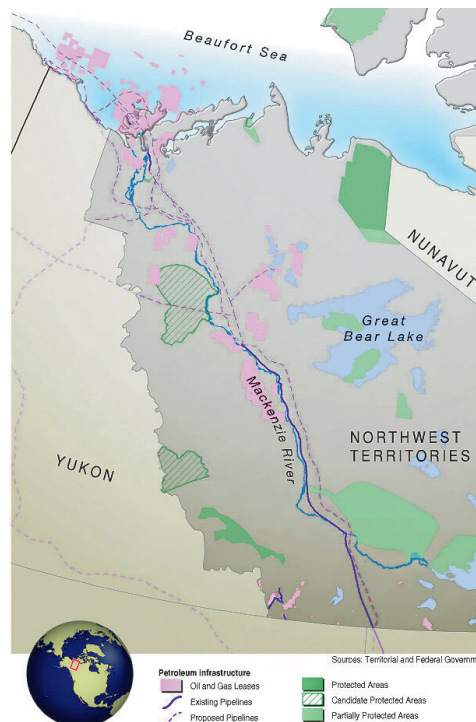 Beaufort Sea
NUNAVUT
Great
Bear Lake
Mackenzie River
NORTHWEST
TERRITORIES
YUKON
Sources: Territorial and Federal Governm
Petroleum infrastructure
Oil and Gas Leases
Existing Pipelines
Proposed Pipelines
Protected Areas
Candidate Protected Areas
Partially Protected Areas